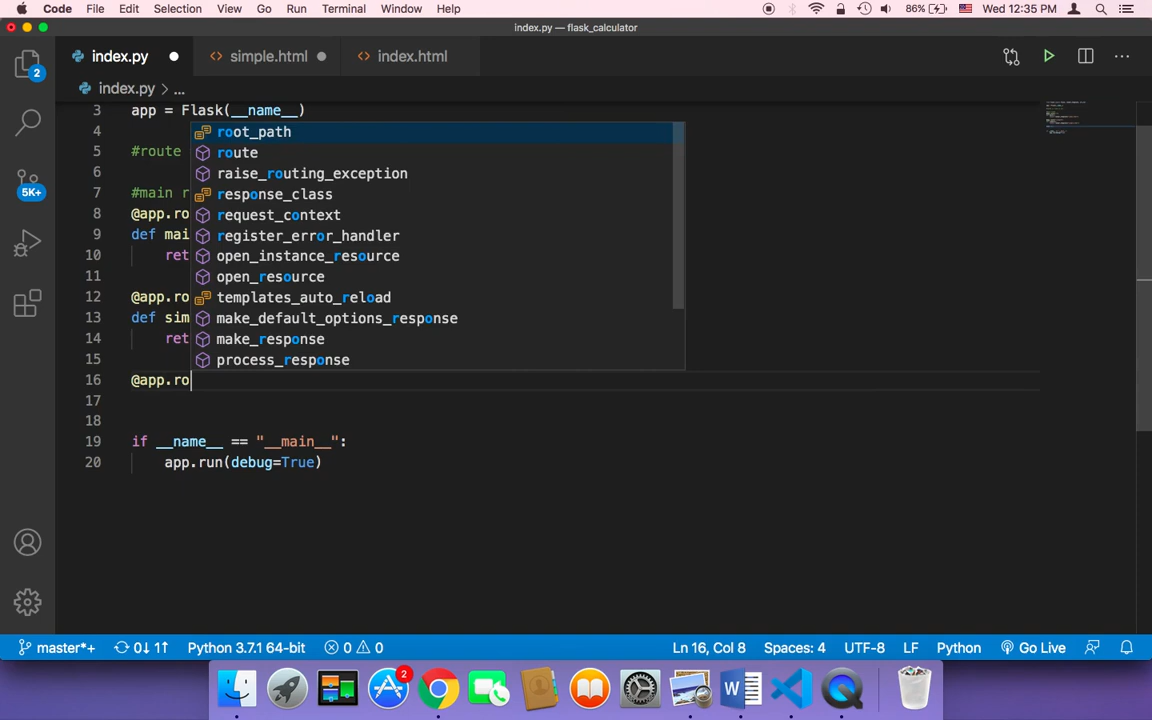 Code File Edit Selection View Go Run Terminal Window Help 86% Wed 12:35 PM
index.py — flask_calculator
index.py simple.html index.html
2
index.py > ...
3 app = Flask(__name__)
root_path
4
route
5 #route
raise_routing_exception
6
response_class
7 #main r
5K+
request_context
8 @app.ro
register_error_handler
9 def mai
open_instance_resource
10 ret
open_resource
11
templates_auto_reload
12 @app.ro
make_default_options_response
13 def sim
make_response
14 ret
process_response
15
16 @app.ro
17
18
19 if __name__ == "__main__":
20 app.run(debug=True)
master*+ 0↓ 1↑ Python 3.7.1 64-bit 0 0 Ln 16, Col 8 Spaces: 4 UTF-8 LF Python Go Live
2
W